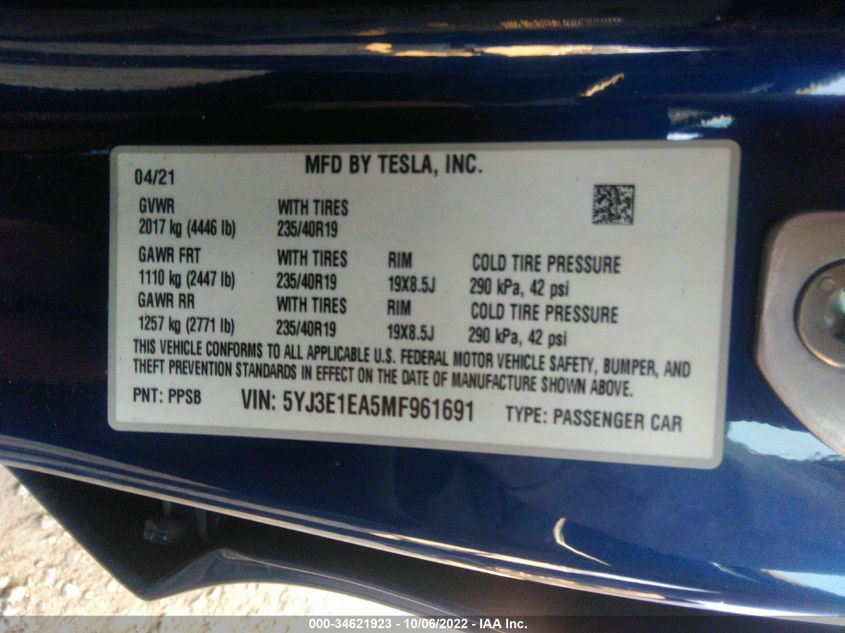 MFD BY TESLA, INC.
04/21
GVWR WITH TIRES
2017 kg (4446 lb) 235/40R19
GAWR FRT WITH TIRES RIM COLD TIRE PRESSURE
1110 kg (2447 lb) 235/40R19 19X8.5J 290 kPa, 42 psi
GAWR RR WITH TIRES RIM COLD TIRE PRESSURE
1257 kg (2771 lb) 235/40R19 19X8.5J 290 kPa, 42 psi
THIS VEHICLE CONFORMS TO ALL APPLICABLE U.S. FEDERAL MOTOR VEHICLE SAFETY, BUMPER, AND
THEFT PREVENTION STANDARDS IN EFFECT ON THE DATE OF MANUFACTURE SHOWN ABOVE.
PNT: PPSB VIN: 5YJ3E1EA5MF961691 TYPE: PASSENGER CAR
000-34621923 - 10/06/2022 - IAA Inc.